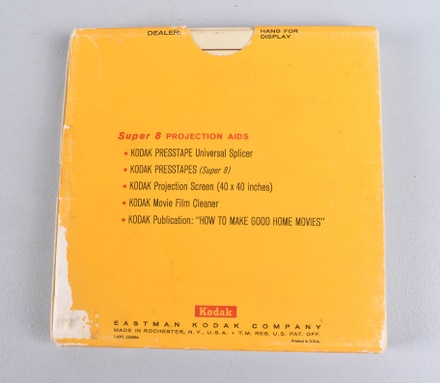 DEALER:
HANG FOR
DISPLAY
Super 8 PROJECTION AIDS
• KODAK PRESSTAPE Universal Splicer
• KODAK PRESSTAPES (Super 8)
• KODAK Projection Screen (40 x 40 inches)
• KODAK Movie Film Cleaner
• KODAK Publication: "HOW TO MAKE GOOD HOME MOVIES"
Kodak
EASTMAN KODAK COMPANY
MADE IN ROCHESTER, N.Y., U.S.A. • T.M. REG. U.S. PAT. OFF.
Printed in U.S.A.